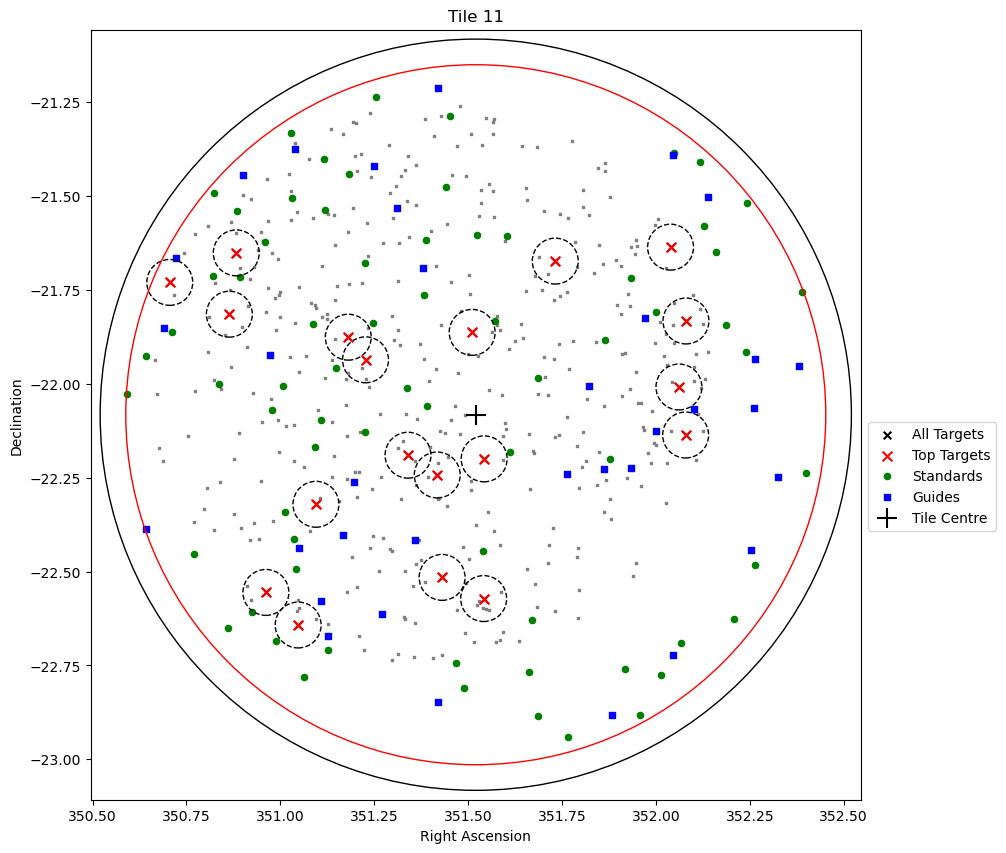 Tile 11
Declination
−21.25
−21.50
−21.75
−22.00
−22.25
−22.50
−22.75
−23.00
350.50 350.75 351.00 351.25 351.50 351.75 352.00 352.25 352.50
Right Ascension
All Targets
Top Targets
Standards
Guides
Tile Centre